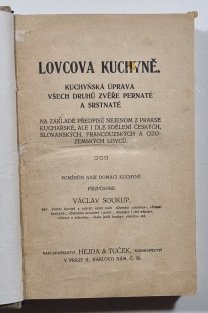 LOVCOVA KUCHYNĚ.
KUCHYŇSKÁ ÚPRAVA
VŠECH DRUHŮ ZVĚŘE PERNATÉ
A SRSTNATÉ
NA ZÁKLADĚ PŘEDPISŮ NEJENOM Z PRAKSE
KUCHAŘSKÉ, ALE I DLE SDĚLENÍ ČESKÝCH,
SLOVANSKÝCH, FRANCOUZSKÝCH A CIZO-
ZEMSKÝCH LOVCŮ.
POMĚRŮM NAŠÍ DOMÁCÍ KUCHYNĚ
PŘIZPŮSOBIL
VÁCLAV SOUKUP,
NAKLADATELSTVÍ HEJDA & TUČEK, KNIHKUPECTVÍ
V PRAZE II., KARLOVO NÁM. Č.